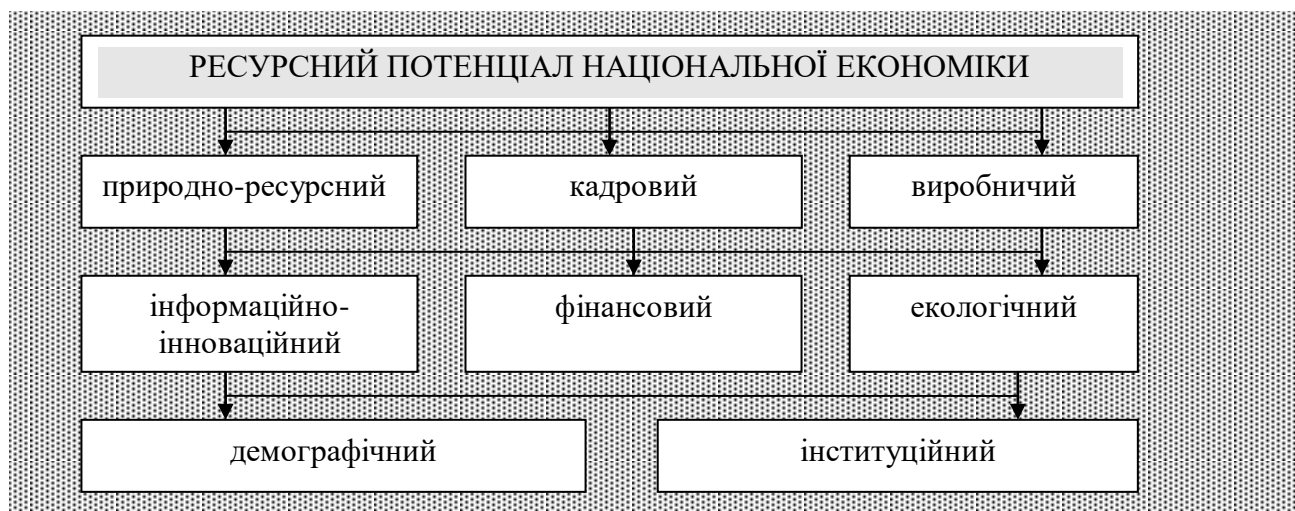 РЕСУРСНИЙ ПОТЕНЦІАЛ НАЦІОНАЛЬНОЇ ЕКОНОМІКИ
природно-ресурсний
кадровий
виробничий
інформаційно-
інноваційний
фінансовий
екологічний
демографічний
інституційний